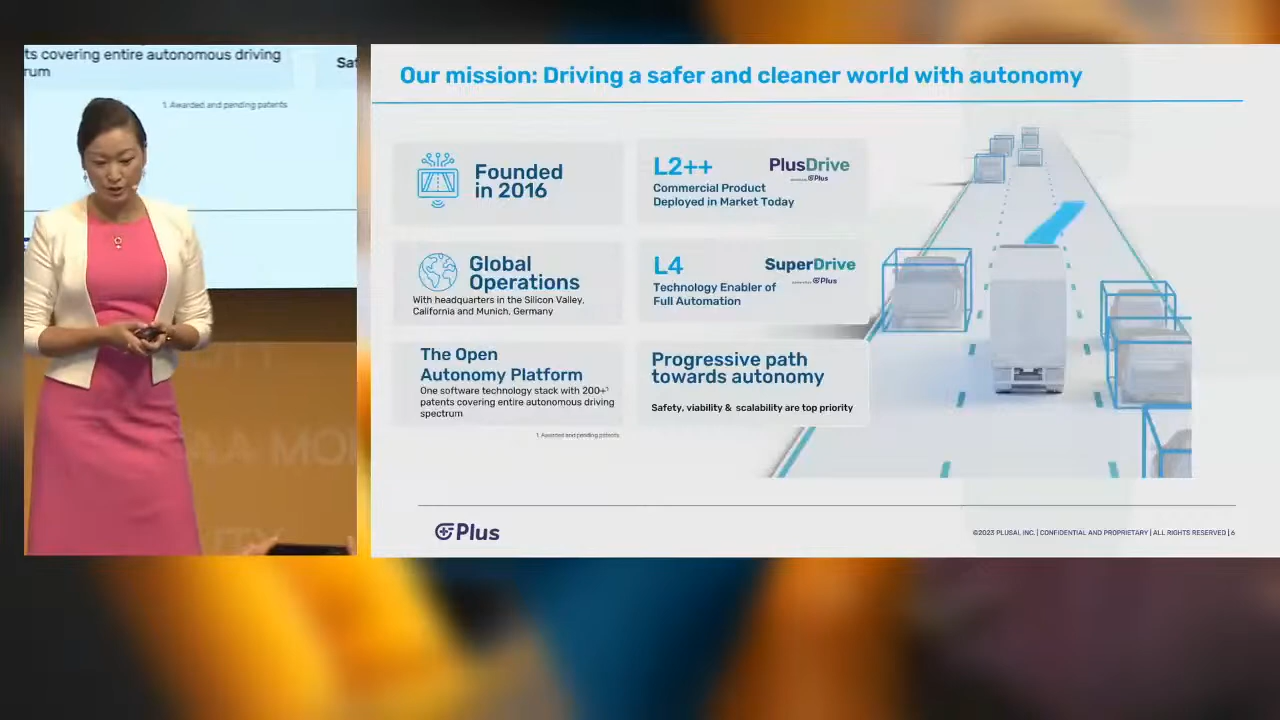 ts covering entire autonomous driving
rum
Saf
1. Awarded and pending patents
Our mission: Driving a safer and cleaner world with autonomy
Founded
in 2016
L2++
PlusDrive
Plus
Commercial Product
Deployed in Market Today
Global
Operations
With headquarters in the Silicon Valley,
California and Munich, Germany
L4
SuperDrive
Plus
Technology Enabler of
Full Automation
The Open
Autonomy Platform
One software technology stack with 200+¹
patents covering entire autonomous driving
spectrum
Progressive path
towards autonomy
Safety, viability & scalability are top priority
1. Awarded and pending patents
Plus
©2023 PLUSAI, INC. | CONFIDENTIAL AND PROPRIETARY | ALL RIGHTS RESERVED | 6